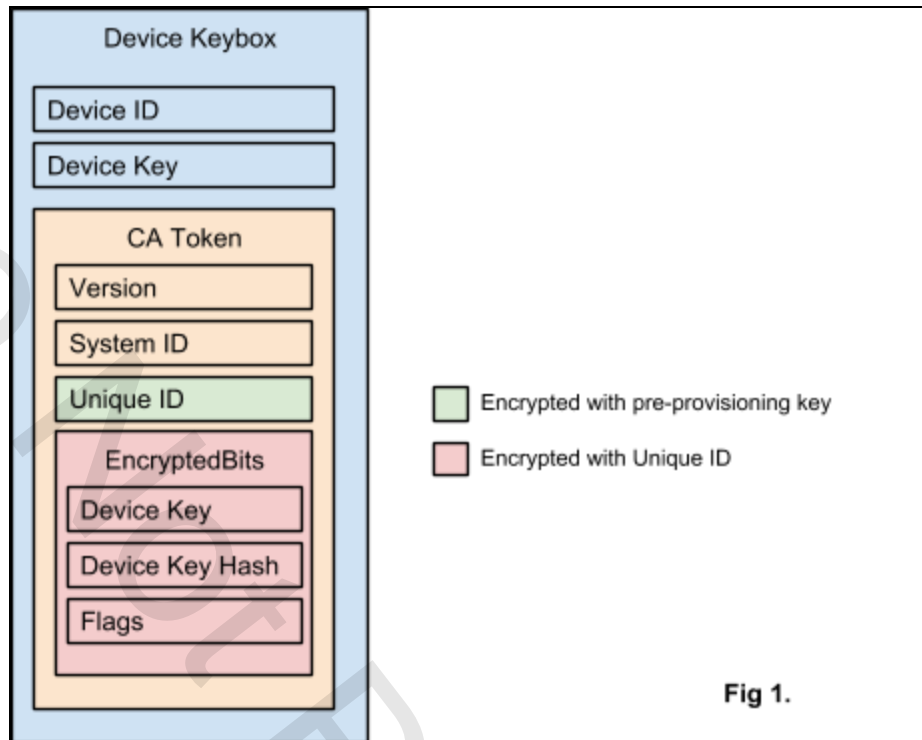 Device Keybox
Device ID
Device Key
CA Token
Version
System ID
Unique ID
EncryptedBits
Device Key
Device Key Hash
Flags
Encrypted with pre-provisioning key
Encrypted with Unique ID
Fig 1.